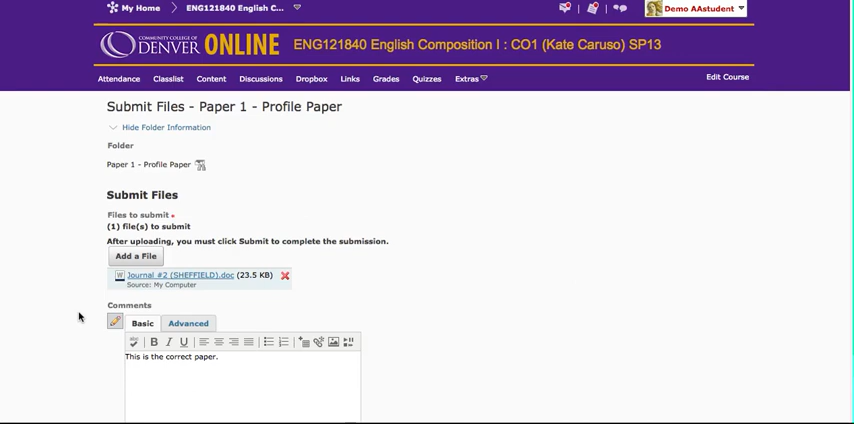 My Home ENG121840 English C... Demo AAstudent
COMMUNITY COLLEGE OF
DENVER ONLINE ENG121840 English Composition I : CO1 (Kate Caruso) SP13
Attendance Classlist Content Discussions Dropbox Links Grades Quizzes Extras Edit Course
Submit Files - Paper 1 - Profile Paper
Hide Folder Information
Folder
Paper 1 - Profile Paper
Submit Files
Files to submit *
(1) file(s) to submit
After uploading, you must click Submit to complete the submission.
Add a File
W Journal #2 (SHEFFIELD).doc (23.5 KB)
Source: My Computer
Comments
Basic Advanced
abc B I U
This is the correct paper.